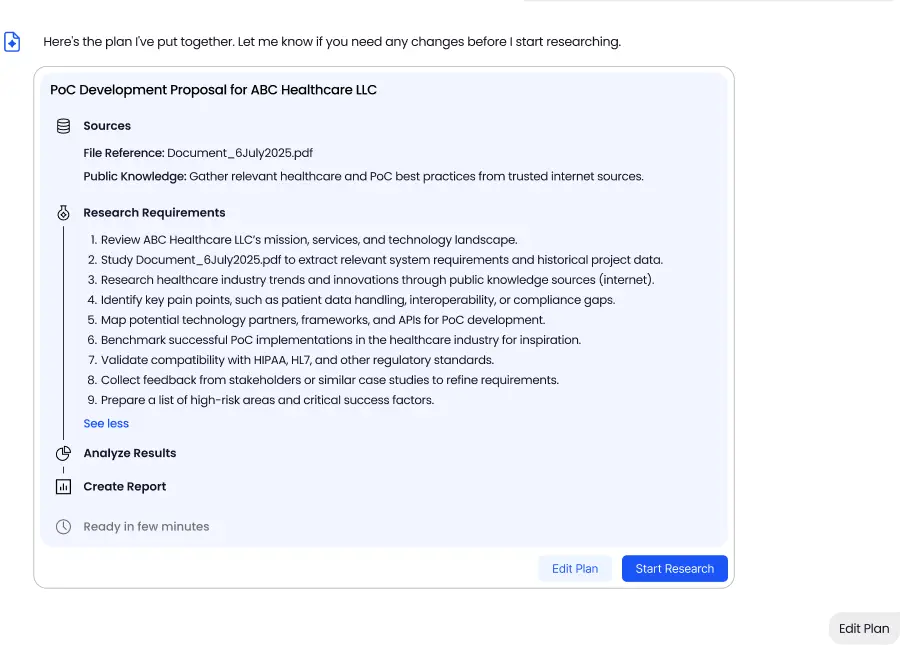 Here's the plan I've put together. Let me know if you need any changes before I start researching.
PoC Development Proposal for ABC Healthcare LLC
Sources
File Reference: Document_6July2025.pdf
Public Knowledge: Gather relevant healthcare and PoC best practices from trusted internet sources.
Research Requirements
1. Review ABC Healthcare LLC's mission, services, and technology landscape.
2. Study Document_6July2025.pdf to extract relevant system requirements and historical project data.
3. Research healthcare industry trends and innovations through public knowledge sources (internet).
4. Identify key pain points, such as patient data handling, interoperability, or compliance gaps.
5. Map potential technology partners, frameworks, and APIs for PoC development.
6. Benchmark successful PoC implementations in the healthcare industry for inspiration.
7. Validate compatibility with HIPAA, HL7, and other regulatory standards.
8. Collect feedback from stakeholders or similar case studies to refine requirements.
9. Prepare a list of high-risk areas and critical success factors.
See less
Analyze Results
Create Report
Ready in few minutes
Edit Plan
Start Research
Edit Plan